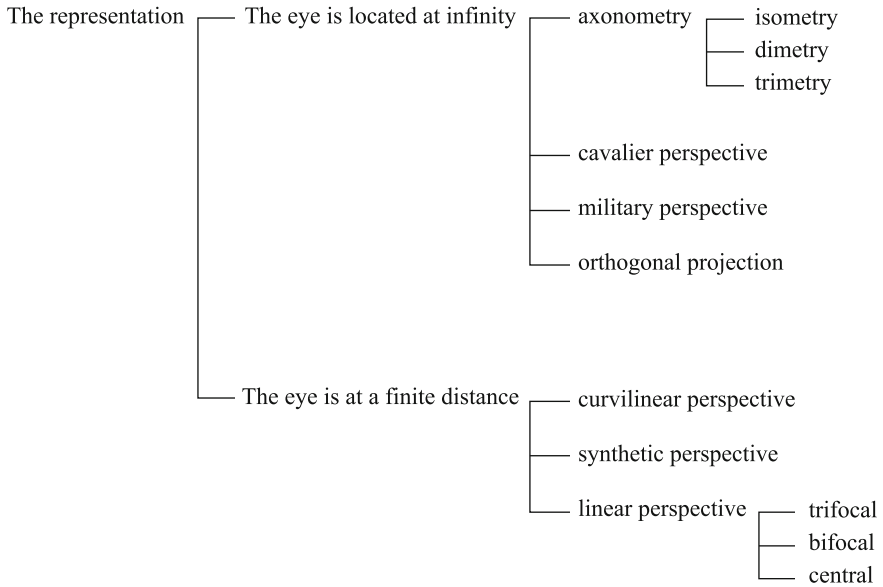 The representation
The eye is located at infinity
axonometry
isometry
dimetry
trimetry
cavalier perspective
military perspective
orthogonal projection
The eye is at a finite distance
curvilinear perspective
synthetic perspective
linear perspective
trifocal
bifocal
central